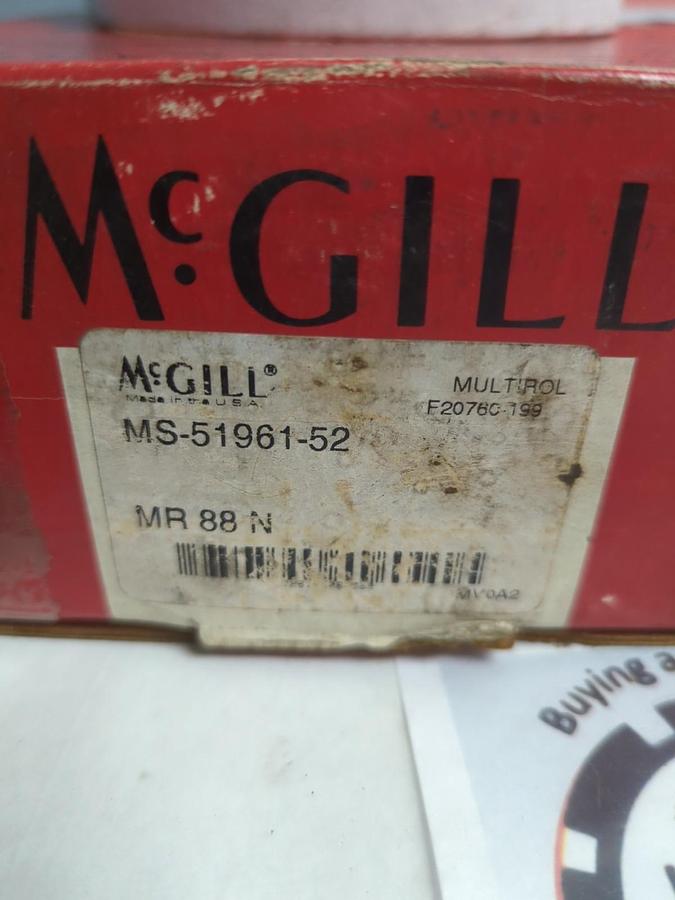 McGILL
McGILL®
MULTIROL
Made in the U.S.A.
F20760-199
MS-51961-52
MR 88 N
MV0A2
Buying a